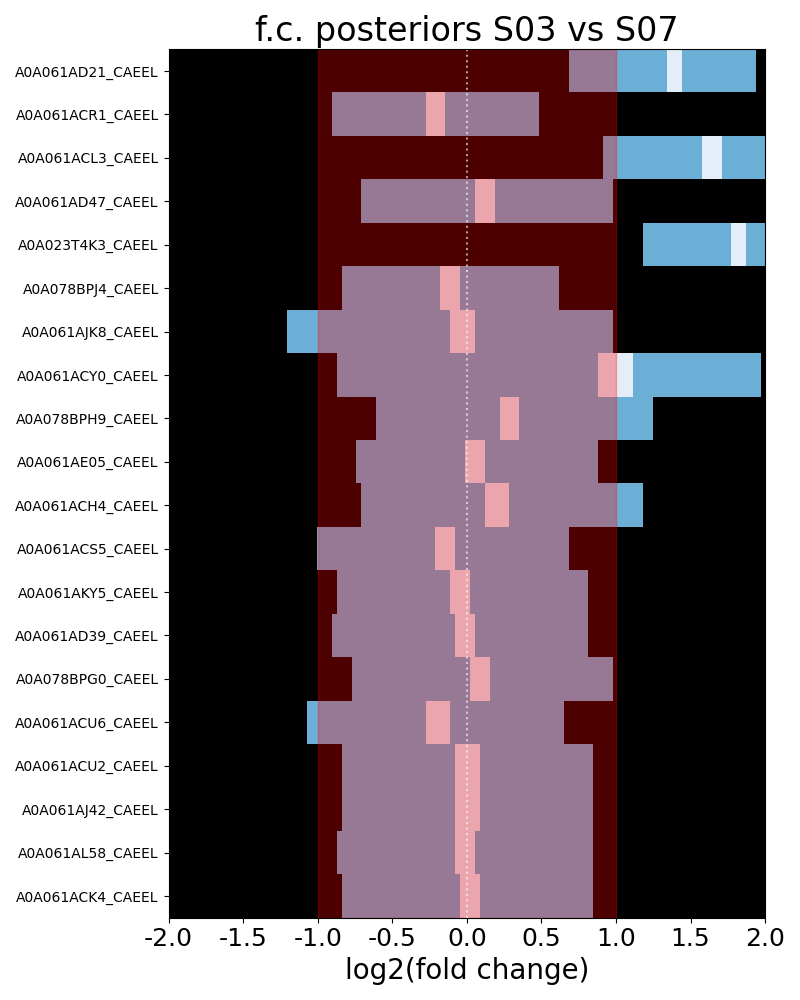 f.c. posteriors S03 vs S07
A0A061AD21_CAEEL
A0A061ACR1_CAEEL
A0A061ACL3_CAEEL
A0A061AD47_CAEEL
A0A023T4K3_CAEEL
A0A078BPJ4_CAEEL
A0A061AJK8_CAEEL
A0A061ACY0_CAEEL
A0A078BPH9_CAEEL
A0A061AE05_CAEEL
A0A061ACH4_CAEEL
A0A061ACS5_CAEEL
A0A061AKY5_CAEEL
A0A061AD39_CAEEL
A0A078BPG0_CAEEL
A0A061ACU6_CAEEL
A0A061ACU2_CAEEL
A0A061AJ42_CAEEL
A0A061AL58_CAEEL
A0A061ACK4_CAEEL
-2.0 -1.5 -1.0 -0.5 0.0 0.5 1.0 1.5 2.0
log2(fold change)